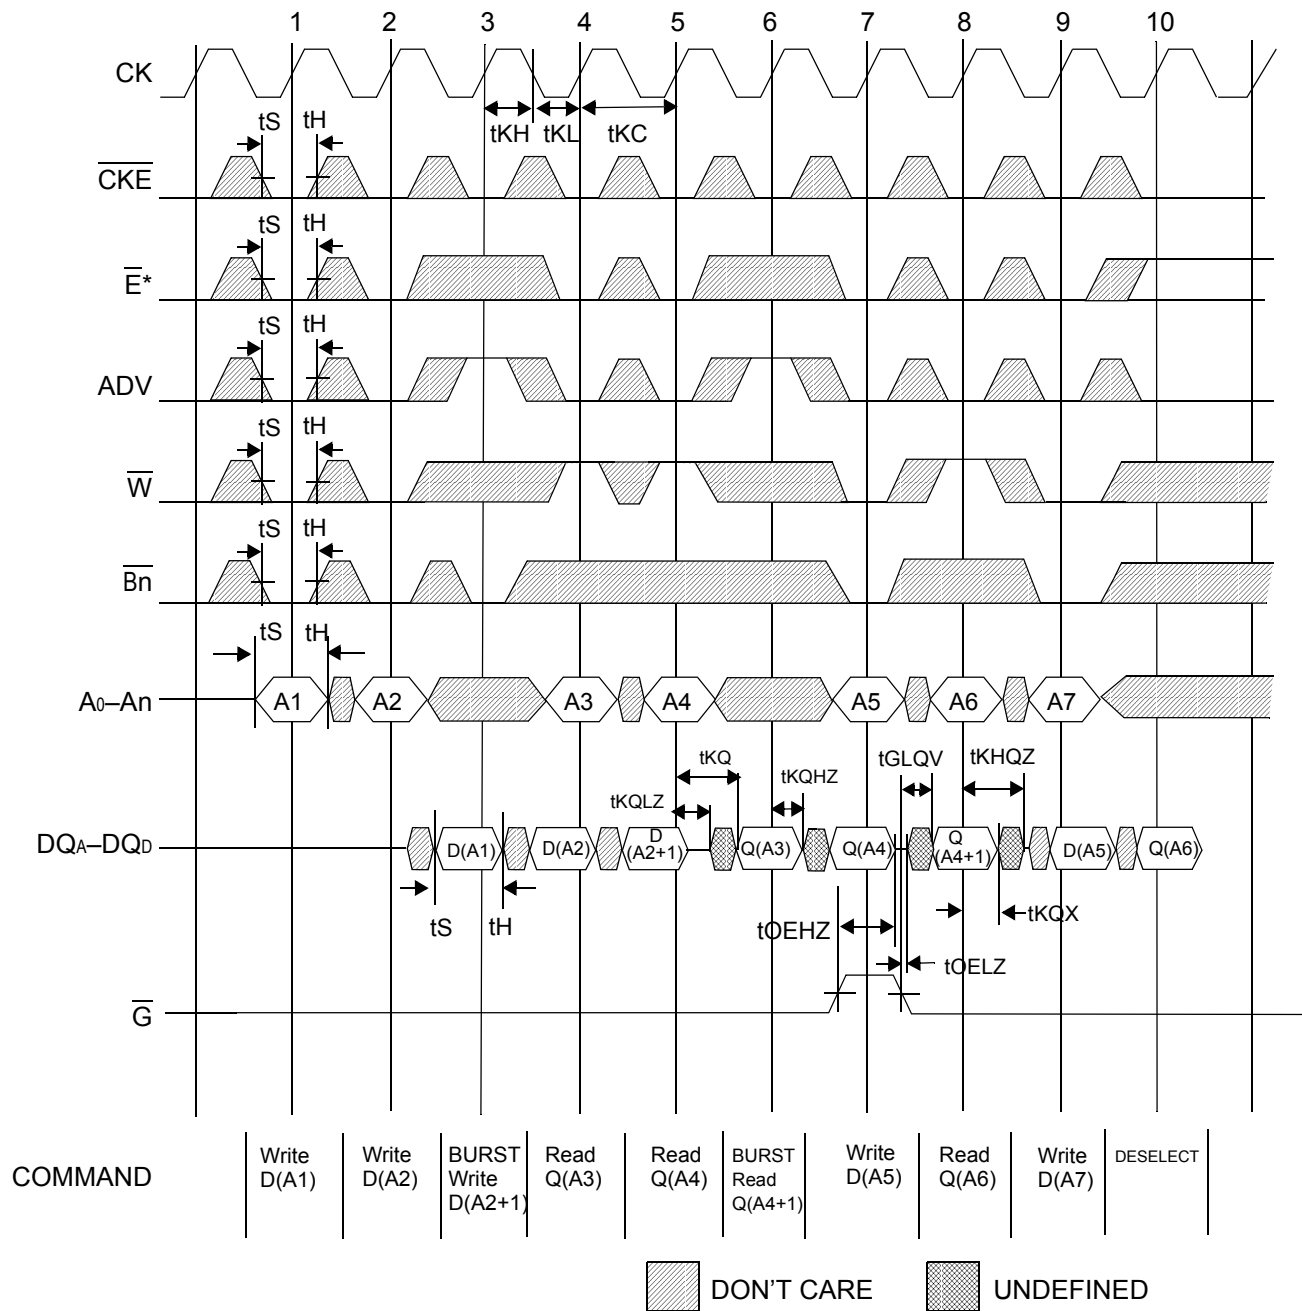 1 2 3 4 5 6 7 8 9 10
CK
tKH tKL tKC
tS tH
CKE
tS tH
E*
tS tH
ADV
tS tH
W
tS tH
Bn
tS tH
A0–An A1 A2 A3 A4 A5 A6 A7
tKQ tKQHZ tGLQV tKHQZ
tKQLZ
DQA–DQD D(A1) D(A2) D (A2+1) Q(A3) Q(A4) Q (A4+1) D(A5) Q(A6)
tS tH tOEHZ tKQX
tOELZ
G
COMMAND
Write D(A1)
Write D(A2)
BURST Write D(A2+1)
Read Q(A3)
Read Q(A4)
BURST Read Q(A4+1)
Write D(A5)
Read Q(A6)
Write D(A7)
DESELECT
DON'T CARE UNDEFINED